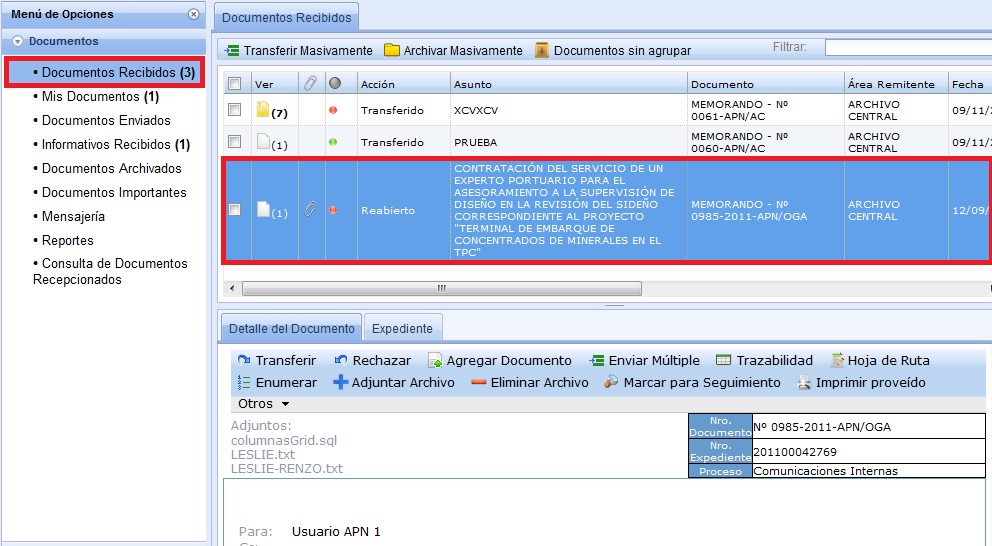 Menú de Opciones
Documentos
• Documentos Recibidos (3)
• Mis Documentos (1)
• Documentos Enviados
• Informativos Recibidos (1)
• Documentos Archivados
• Documentos Importantes
• Mensajería
• Reportes
• Consulta de Documentos
Recepcionados
Documentos Recibidos
Transferir Masivamente Archivar Masivamente Documentos sin agrupar Filtrar:
Ver Acción Asunto Documento Área Remitente Fecha
(7) Transferido XCVXCV MEMORANDO - Nº
0061-APN/AC ARCHIVO
CENTRAL 09/11/2
(1) Transferido PRUEBA MEMORANDO - Nº
0060-APN/AC ARCHIVO
CENTRAL 09/11/2
CONTRATACIÓN DEL SERVICIO DE UN
EXPERTO PORTUARIO PARA EL
ASESORAMIENTO A LA SUPERVISIÓN DE
DISEÑO EN LA REVISIÓN DEL SIDEÑO
CORRESPONDIENTE AL PROYECTO
"TERMINAL DE EMBARQUE DE
CONCENTRADOS DE MINERALES EN EL
TPC"
(1) Reabierto MEMORANDO - Nº
0985-2011-APN/OGA ARCHIVO
CENTRAL 12/09/
Detalle del Documento Expediente
Transferir Rechazar Agregar Documento Enviar Múltiple Trazabilidad Hoja de Ruta
Enumerar Adjuntar Archivo Eliminar Archivo Marcar para Seguimiento Imprimir proveído
Otros
Adjuntos:
columnasGrid.sql
LESLIE.txt
LESLIE-RENZO.txt
Nro.
Documento Nº 0985-2011-APN/OGA
Nro.
Expediente 201100042769
Proceso Comunicaciones Internas
Para: Usuario APN 1